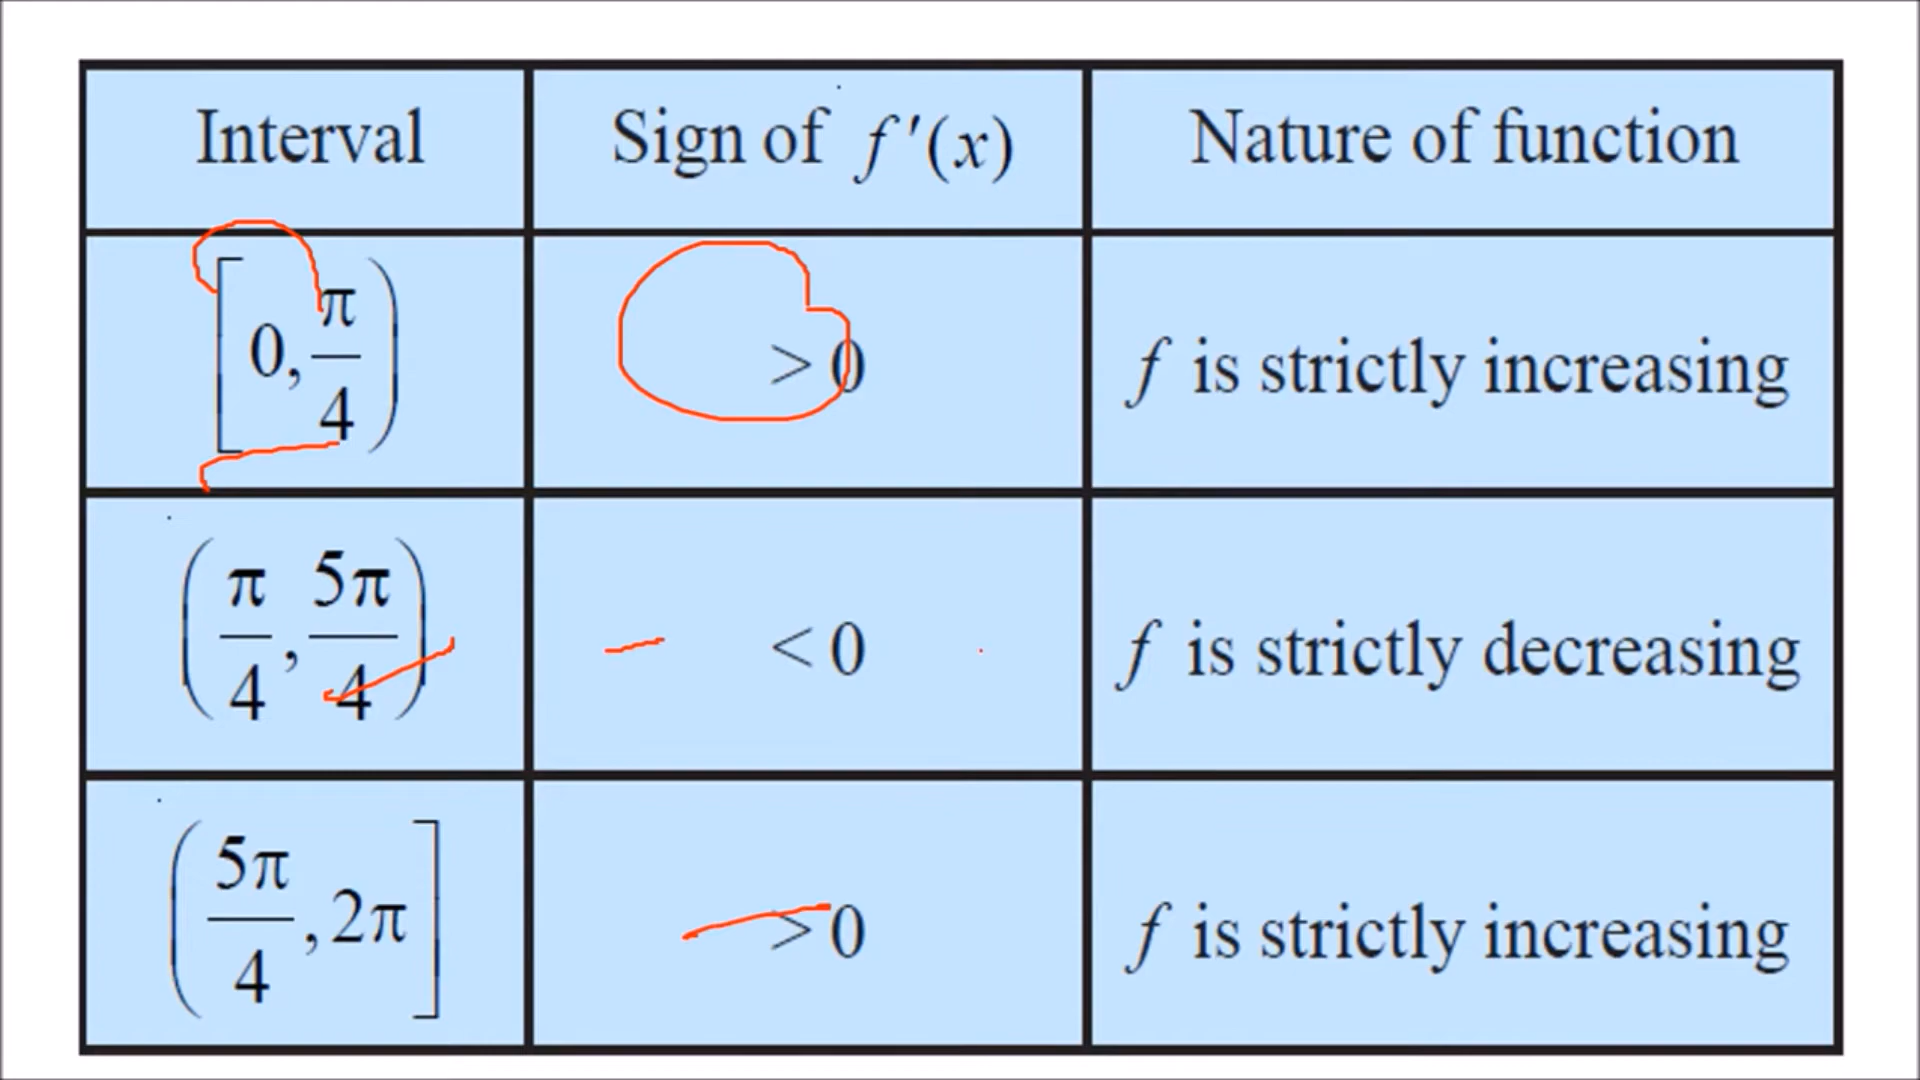 Interval Sign of f′(x) Nature of function
[0, π/4) > 0 f is strictly increasing
(π/4, 5π/4) < 0 f is strictly decreasing
(5π/4, 2π] > 0 f is strictly increasing